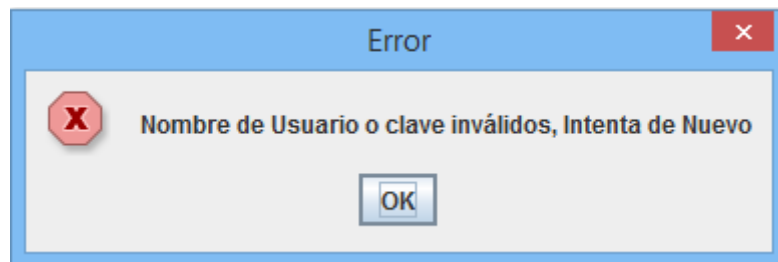 Error
Nombre de Usuario o clave inválidos, Intenta de Nuevo
OK